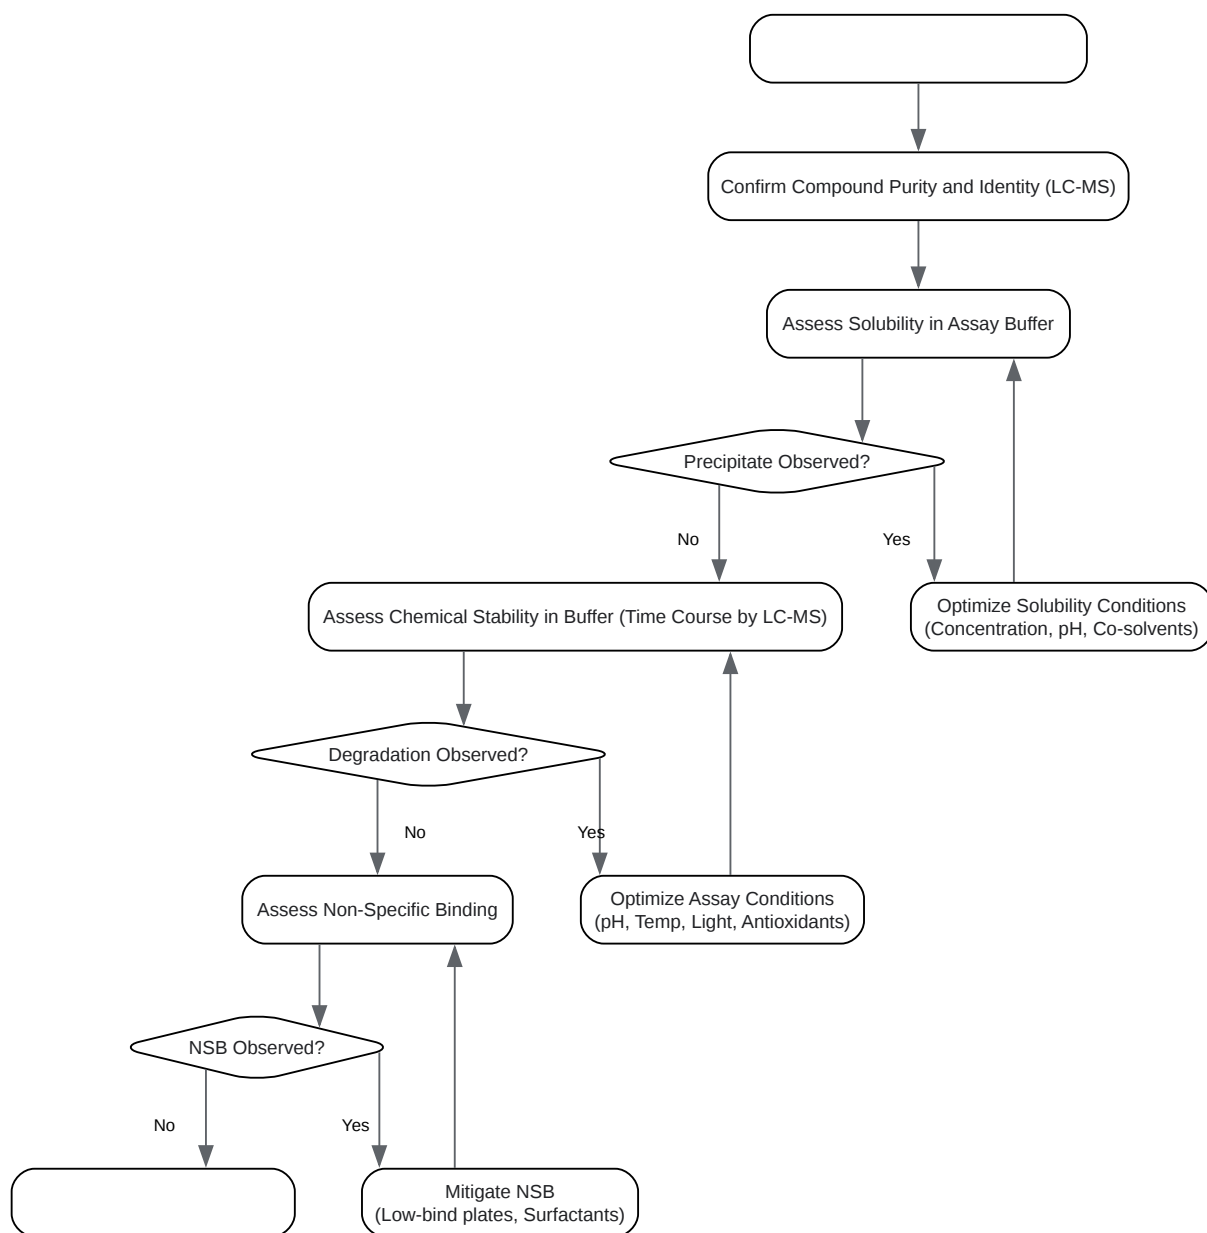 Confirm Compound Purity and Identity (LC-MS)
Assess Solubility in Assay Buffer
Precipitate Observed?
No
Yes
Assess Chemical Stability in Buffer (Time Course by LC-MS)
Optimize Solubility Conditions
(Concentration, pH, Co-solvents)
Degradation Observed?
No
Yes
Assess Non-Specific Binding
Optimize Assay Conditions
(pH, Temp, Light, Antioxidants)
NSB Observed?
No
Yes
Mitigate NSB
(Low-bind plates, Surfactants)